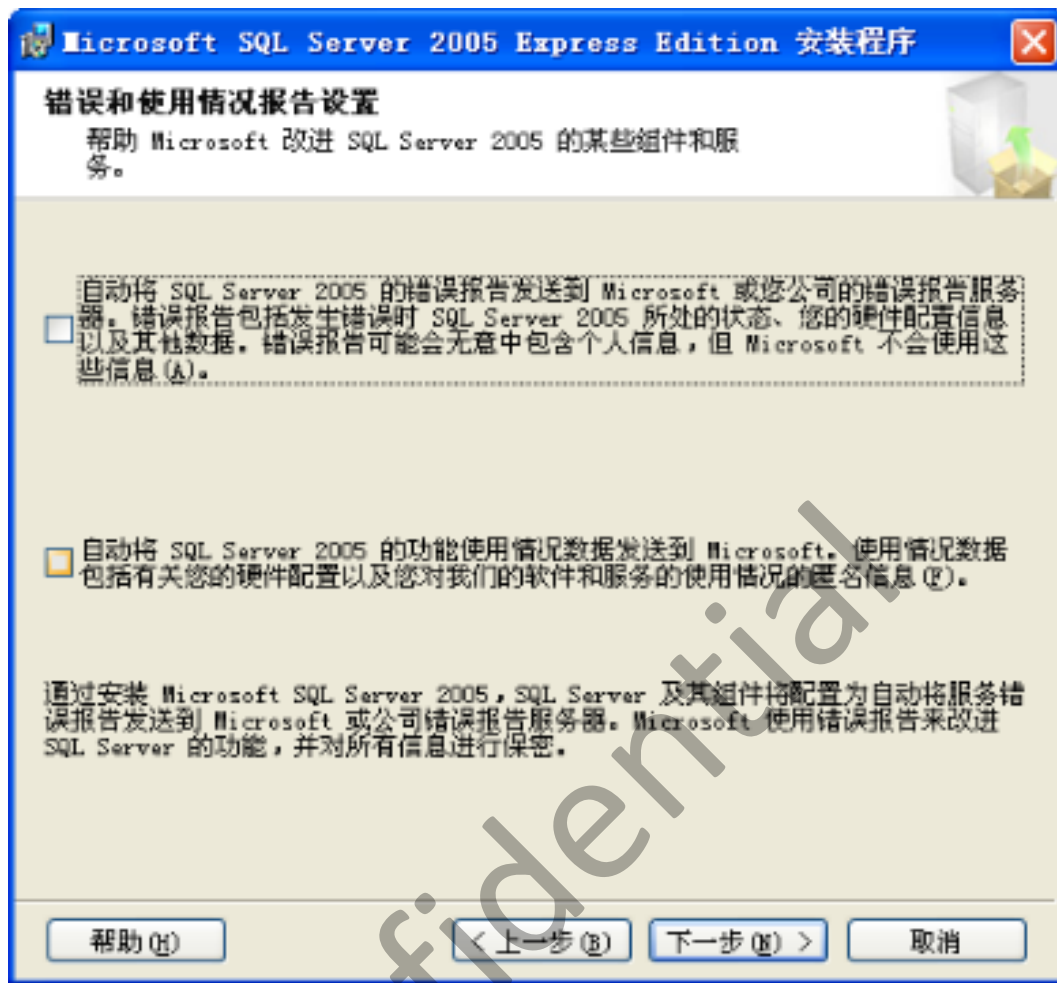 Microsoft SQL Server 2005 Express Edition 安装程序
错误和使用情况报告设置
帮助 Microsoft 改进 SQL Server 2005 的某些组件和服
务。
自动将 SQL Server 2005 的错误报告发送到 Microsoft 或您公司的错误报告服务
器。错误报告包括发生错误时 SQL Server 2005 所处的状态、您的硬件配置信息
以及其他数据。错误报告可能会无意中包含个人信息，但 Microsoft 不会使用这
些信息(A)。
自动将 SQL Server 2005 的功能使用情况数据发送到 Microsoft。使用情况数据
包括有关您的硬件配置以及您对我们的软件和服务的使用情况的匿名信息(F)。
通过安装 Microsoft SQL Server 2005，SQL Server 及其组件将配置为自动将服务错
误报告发送到 Microsoft 或公司错误报告服务器。Microsoft 使用错误报告来改进
SQL Server 的功能，并对所有信息进行保密。
帮助(H)
< 上一步(B)
下一步(N) >
取消
fidential